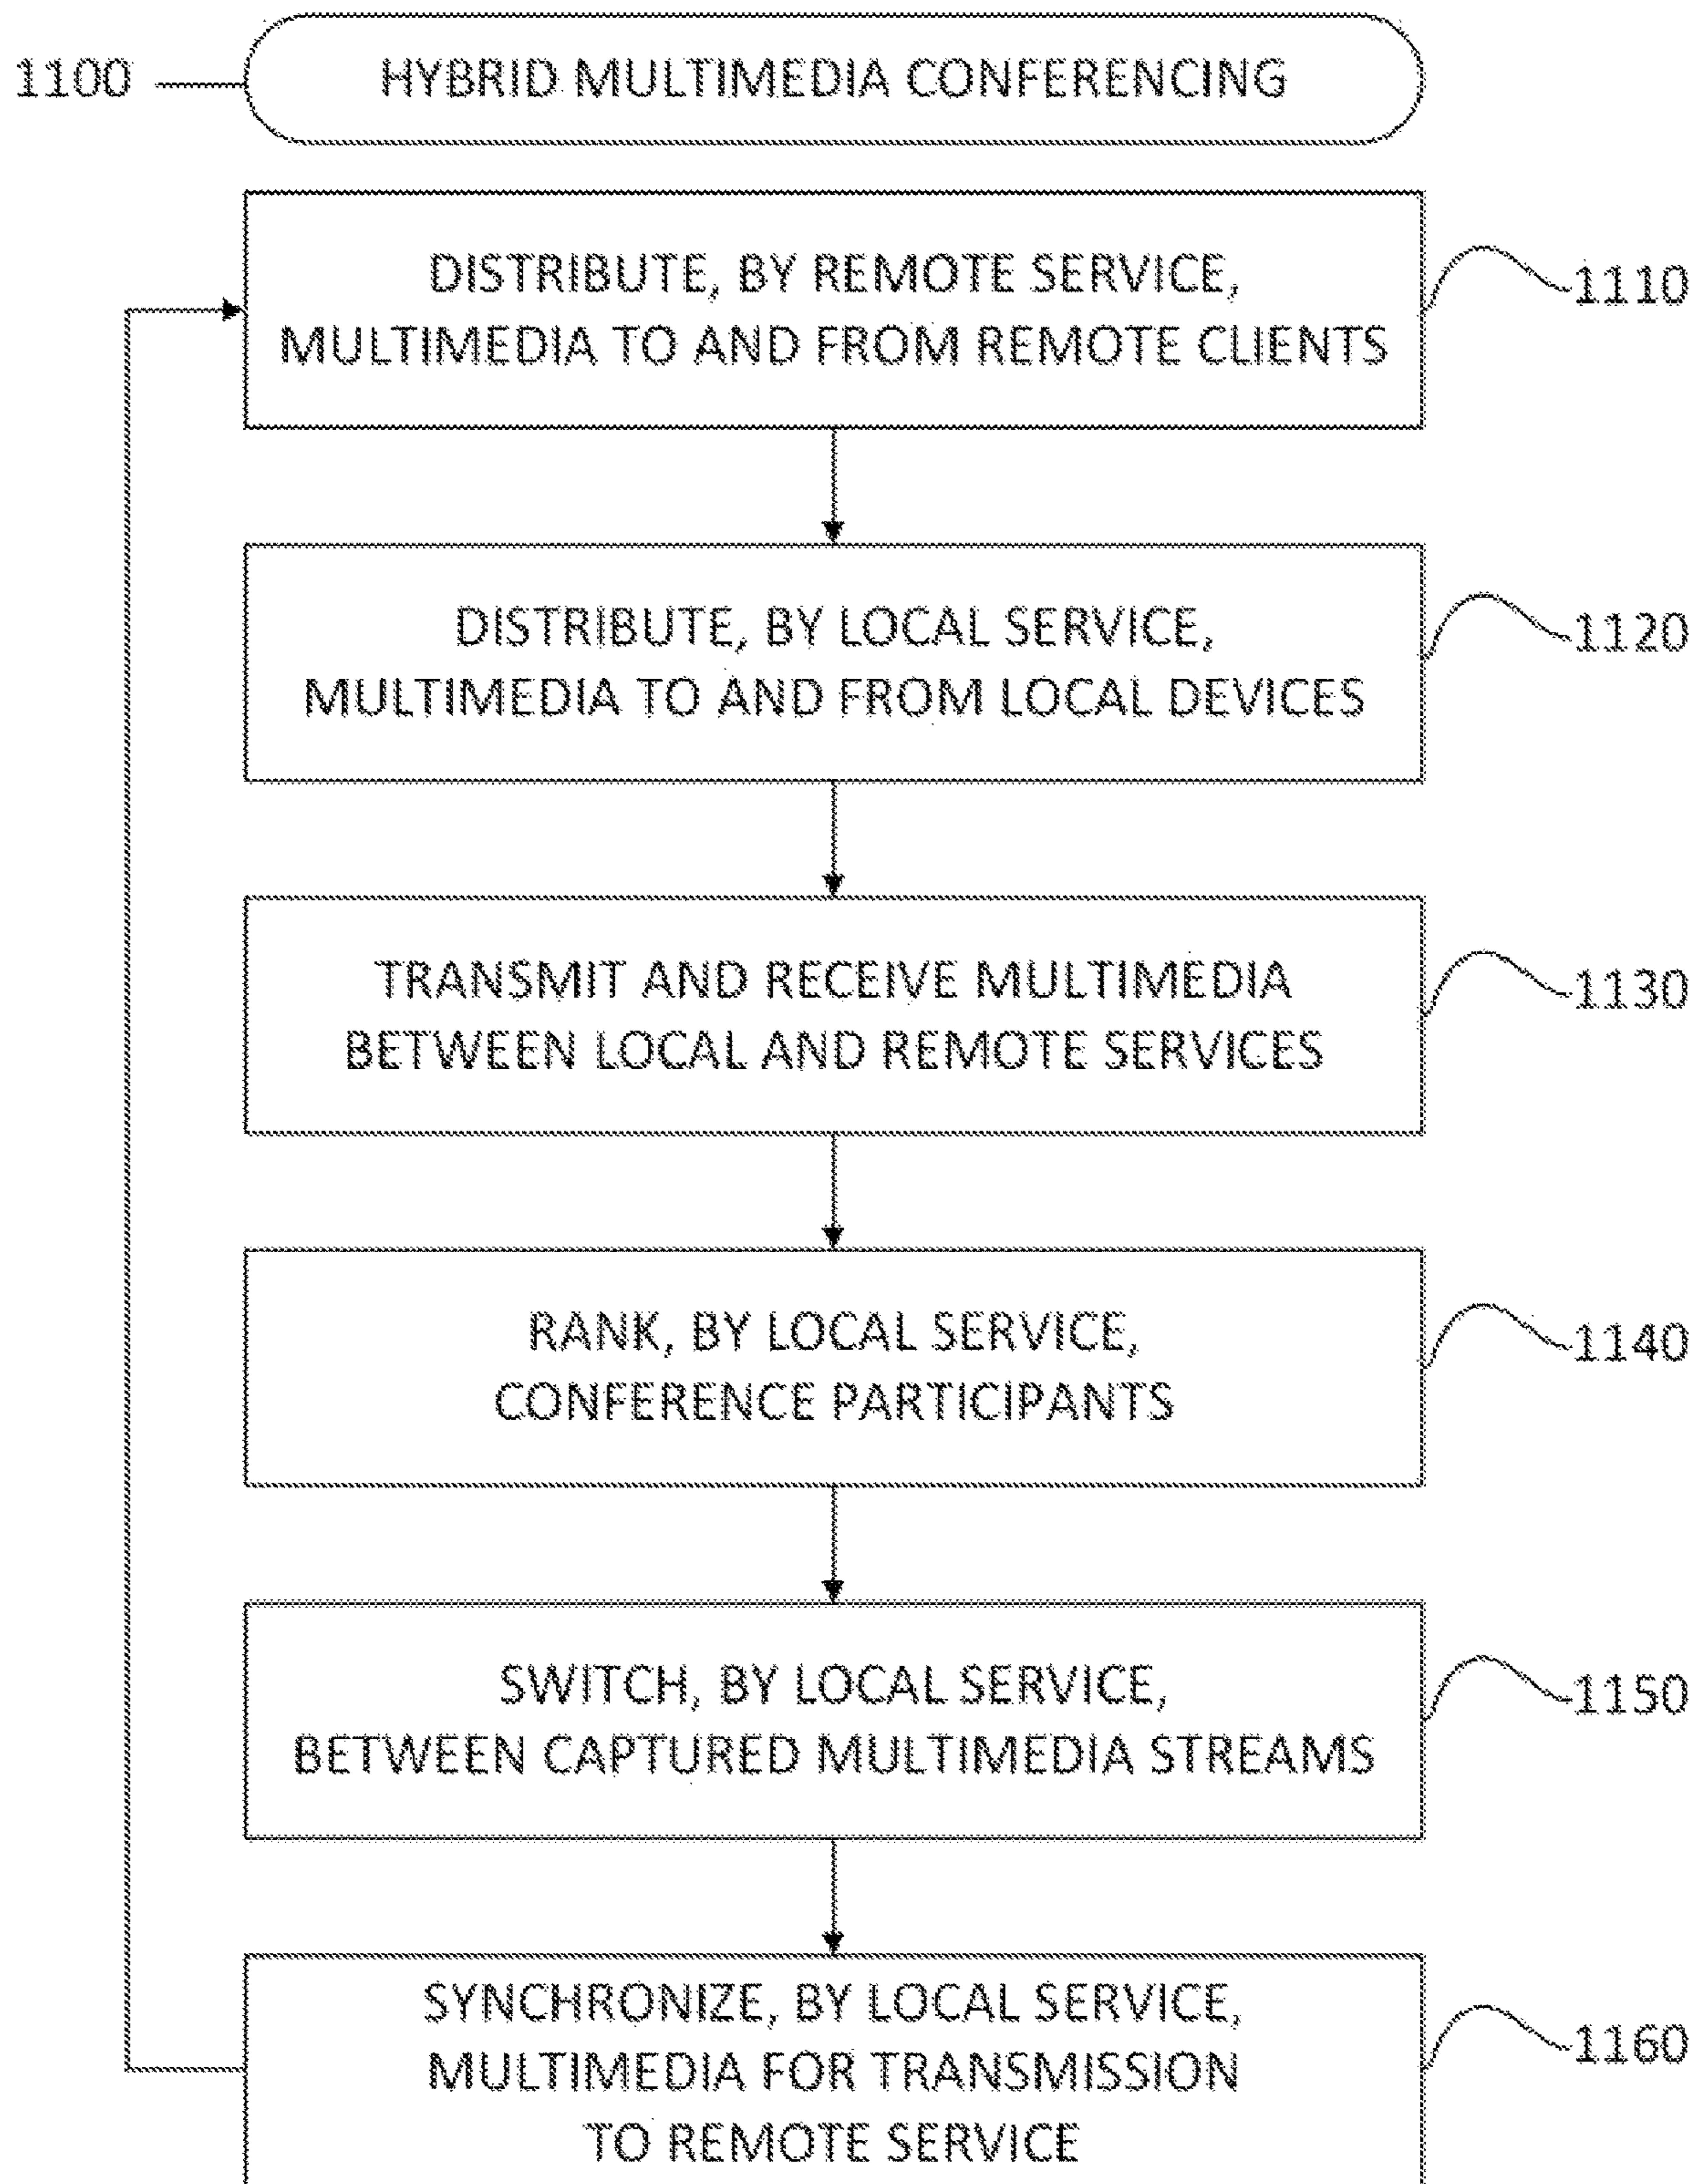 1100
HYBRID MULTIMEDIA CONFERENCING
DISTRIBUTE, BY REMOTE SERVICE,
MULTIMEDIA TO AND FROM REMOTE CLIENTS
1110
DISTRIBUTE, BY LOCAL SERVICE,
MULTIMEDIA TO AND FROM LOCAL DEVICES
1120
TRANSMIT AND RECEIVE MULTIMEDIA
BETWEEN LOCAL AND REMOTE SERVICES
1130
RANK, BY LOCAL SERVICE,
CONFERENCE PARTICIPANTS
1140
SWITCH, BY LOCAL SERVICE,
BETWEEN CAPTURED MULTIMEDIA STREAMS
1150
SYNCHRONIZE, BY LOCAL SERVICE,
MULTIMEDIA FOR TRANSMISSION
TO REMOTE SERVICE
1160